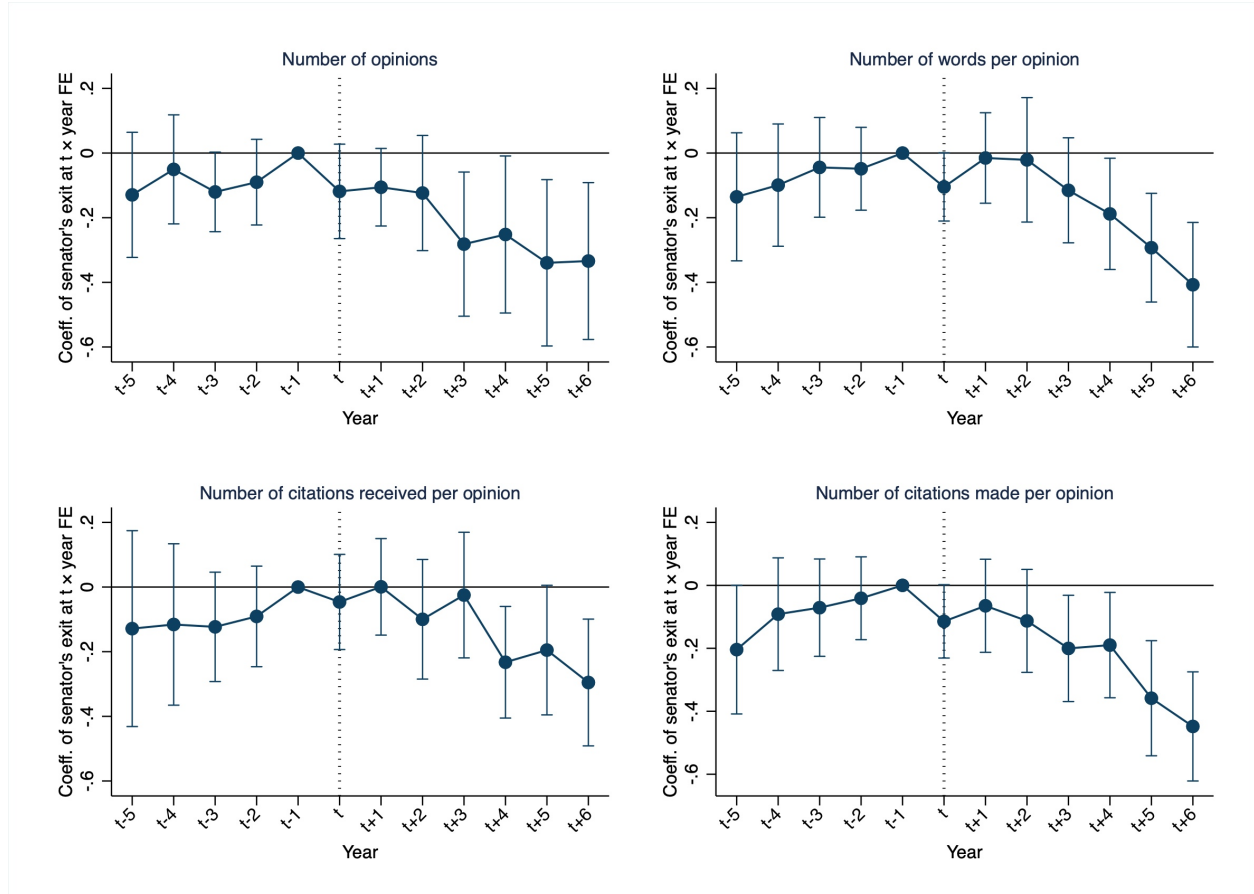 Number of opinions
Coeff. of senator's exit at t × year FE
.2
0
-.2
-.4
-.6
t-5
t-4
t-3
t-2
t-1
t
t+1
t+2
t+3
t+4
t+5
t+6
Year
Number of words per opinion
Coeff. of senator's exit at t × year FE
.2
0
-.2
-.4
-.6
t-5
t-4
t-3
t-2
t-1
t
t+1
t+2
t+3
t+4
t+5
t+6
Year
Number of citations received per opinion
Coeff. of senator's exit at t × year FE
.2
0
-.2
-.4
-.6
t-5
t-4
t-3
t-2
t-1
t
t+1
t+2
t+3
t+4
t+5
t+6
Year
Number of citations made per opinion
Coeff. of senator's exit at t × year FE
.2
0
-.2
-.4
-.6
t-5
t-4
t-3
t-2
t-1
t
t+1
t+2
t+3
t+4
t+5
t+6
Year